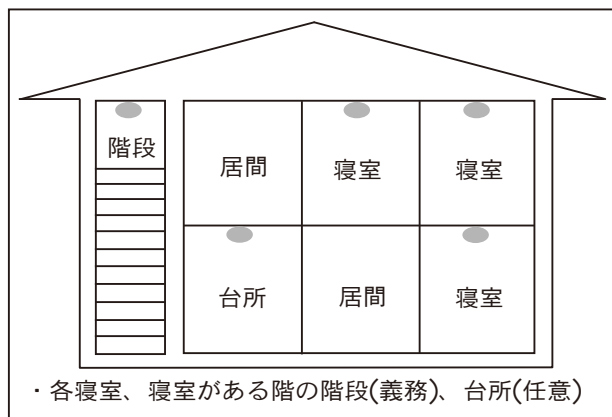 階段
居間
寝室
寝室
台所
居間
寝室
・各寝室、寝室がある階の階段(義務)、台所(任意)